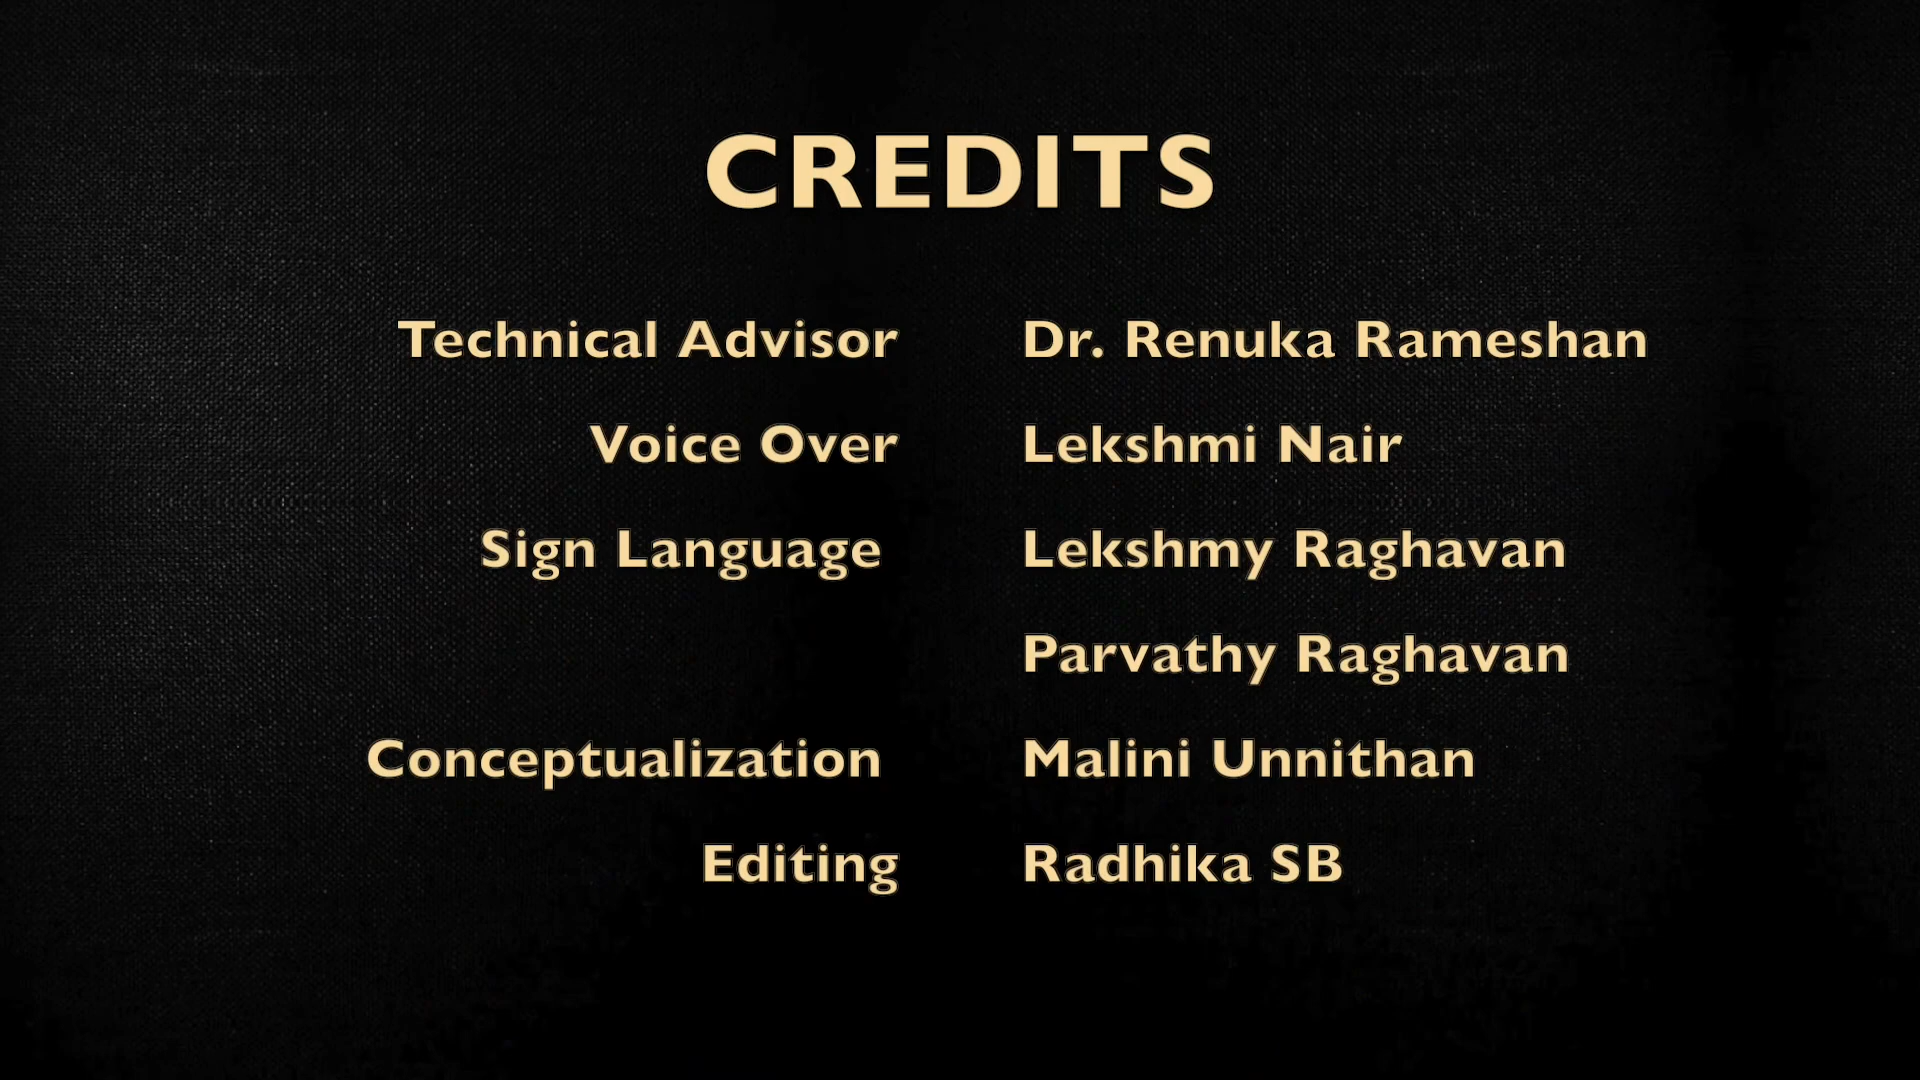 CREDITS
Technical Advisor Dr. Renuka Rameshan
Voice Over Lekshmi Nair
Sign Language Lekshmy Raghavan
Parvathy Raghavan
Conceptualization Malini Unnithan
Editing Radhika SB